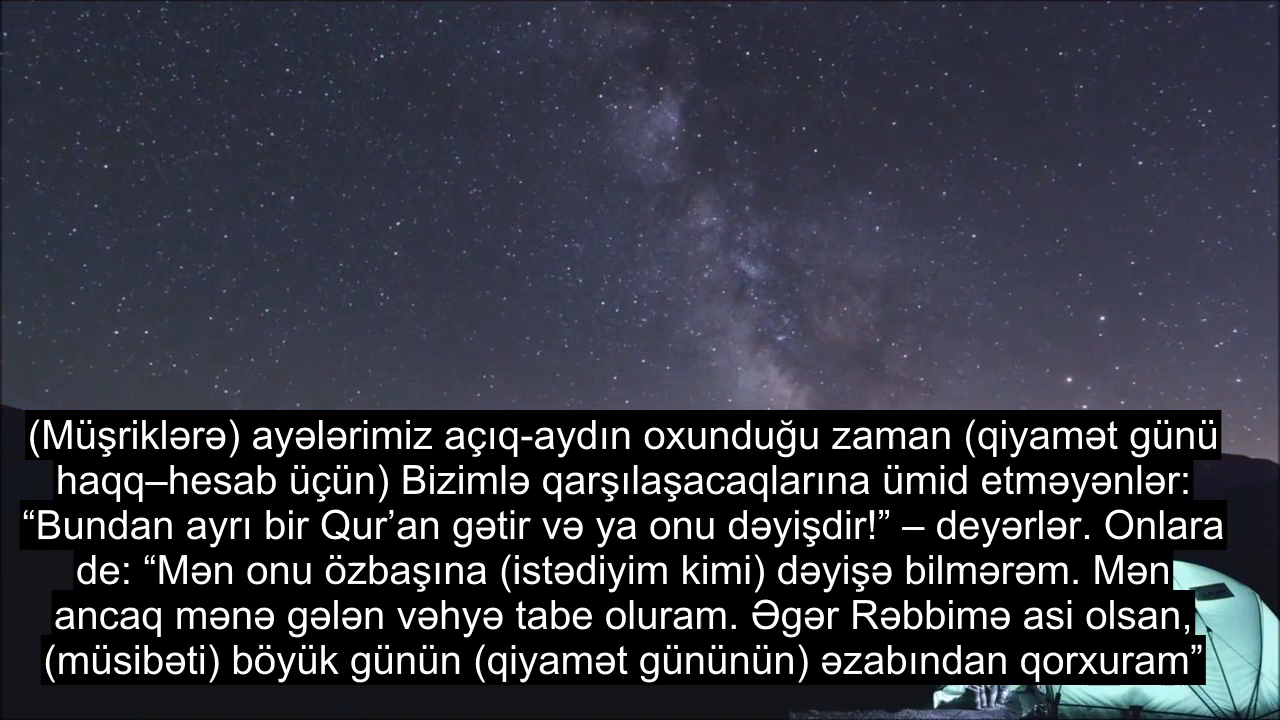 (Müşriklərə) ayələrimiz açıq-aydın oxunduğu zaman (qiyamət günü
haqq–hesab üçün) Bizimlə qarşılaşacaqlarına ümid etməyənlər:
“Bundan ayrı bir Qur’an gətir və ya onu dəyişdir!” – deyərlər. Onlara
de: “Mən onu özbaşına (istədiyim kimi) dəyişə bilmərəm. Mən
ancaq mənə gələn vəhyə tabe oluram. Əgər Rəbbimə asi olsan,
(müsibəti) böyük günün (qiyamət gününün) əzabından qorxuram”